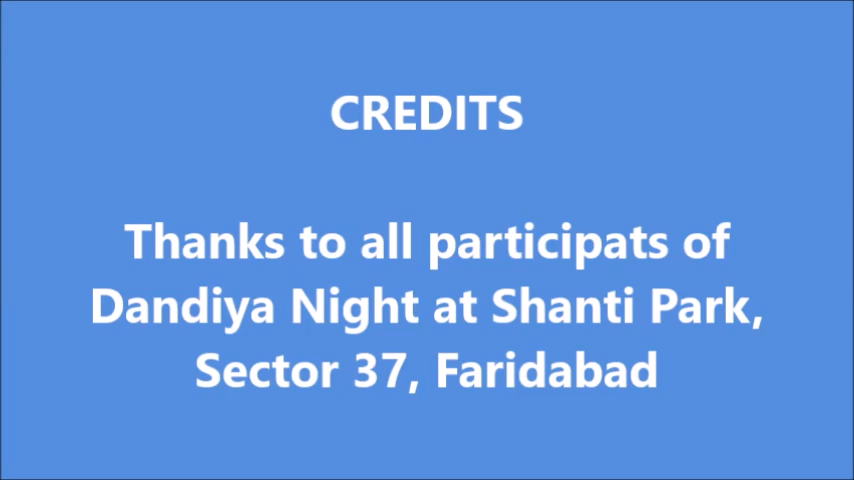 CREDITS
Thanks to all participats of
Dandiya Night at Shanti Park,
Sector 37, Faridabad